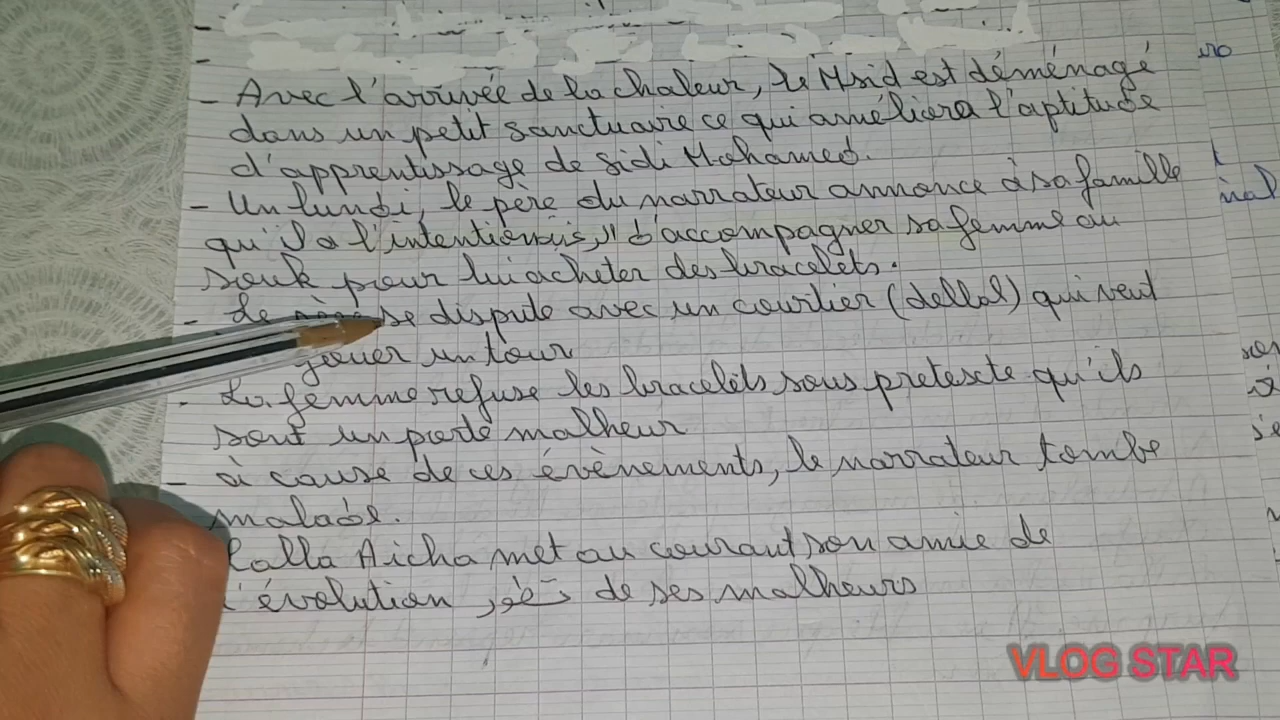 - Avec l'arrivée de la chaleur, le Msid est déménagé
dans un petit sanctuaire ce qui améliora l'aptitude
d'apprentissage de Sidi Mohamed.
- Un lundi, le père du narrateur annonce à sa famille
qu'il a l'intention d'accompagner sa femme au
souk pour lui acheter des bracelets.
- Le père se dispute avec un courtier (dellal) qui veut
jouer un tour
- La femme refuse les bracelets sous pretexte qu'ils
sont un porte malheur
- à cause de ces évènements, le narrateur tombe
malade.
Lalla Aicha met au courant son amie de
l'évolution تطور de ses malheurs
VLOG STAR